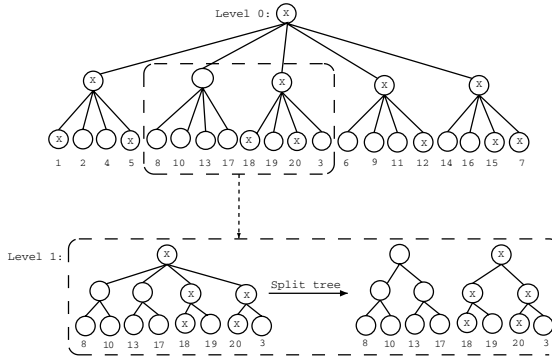 Level 0: X
X X X X
X X X X X X X
1 2 4 5 8 10 13 17 18 19 20 3 6 9 11 12 14 16 15 7
Level 1: X X
Split tree
X X X X
X X X X
8 10 13 17 18 19 20 3 8 10 13 17 18 19 20 3